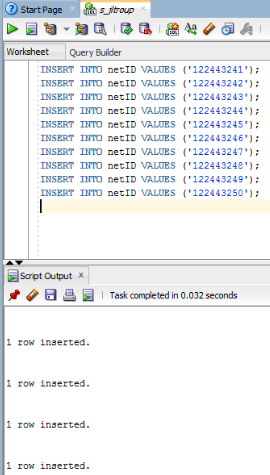 Start Page
s_jltroup
Worksheet
Query Builder
INSERT INTO netID VALUES ('122443241');
INSERT INTO netID VALUES ('122443242');
INSERT INTO netID VALUES ('122443243');
INSERT INTO netID VALUES ('122443244');
INSERT INTO netID VALUES ('122443245');
INSERT INTO netID VALUES ('122443246');
INSERT INTO netID VALUES ('122443247');
INSERT INTO netID VALUES ('122443248');
INSERT INTO netID VALUES ('122443249');
INSERT INTO netID VALUES ('122443250');
Script Output x
Task completed in 0.032 seconds
1 row inserted.
1 row inserted.
1 row inserted.
1 row inserted.